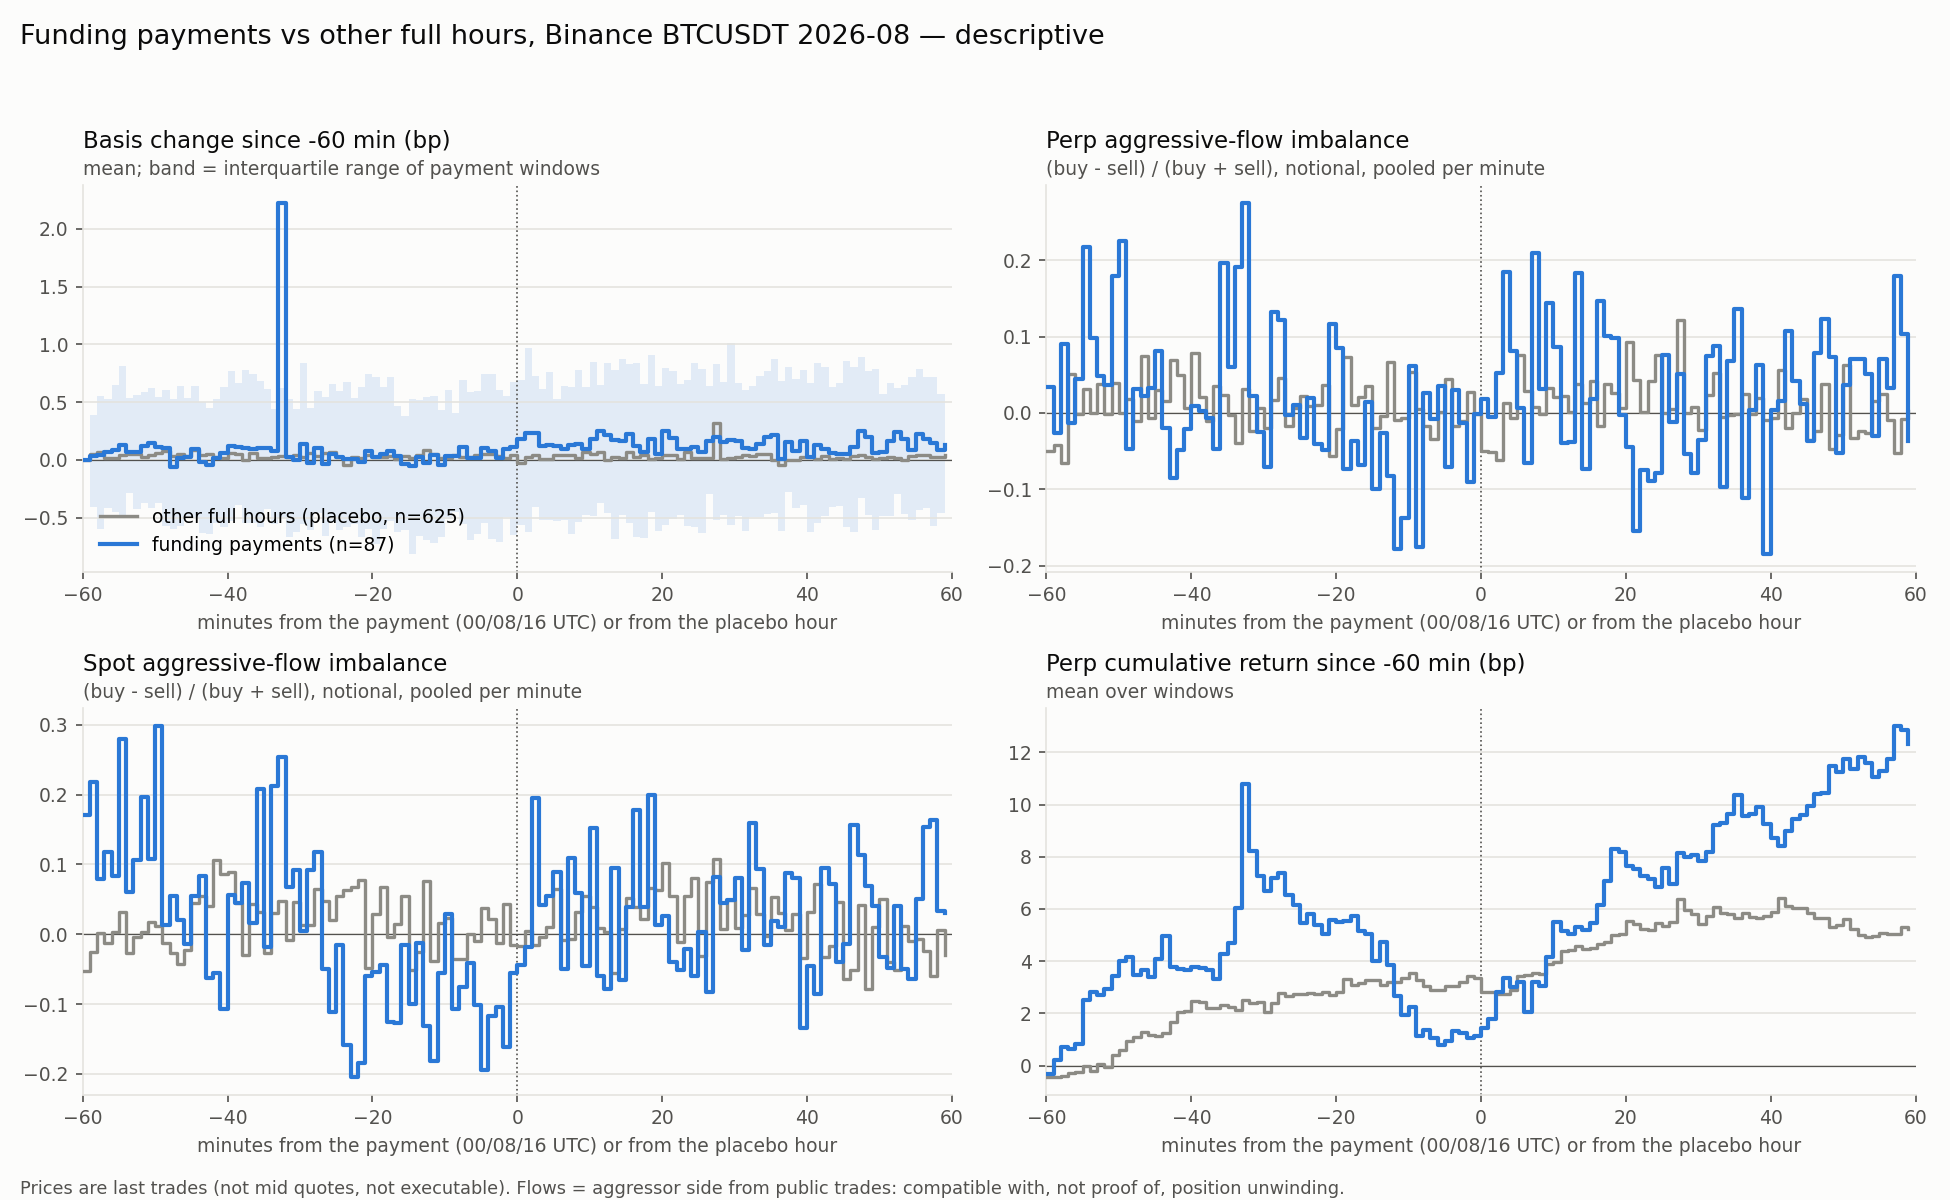 Funding payments vs other full hours, Binance BTCUSDT 2026-08 — descriptive
Basis change since -60 min (bp)
mean; band = interquartile range of payment windows
2.0
1.5
1.0
0.5
0.0
−0.5
other full hours (placebo, n=625)
funding payments (n=87)
−60 −40 −20 0 20 40 60
minutes from the payment (00/08/16 UTC) or from the placebo hour
Perp aggressive-flow imbalance
(buy - sell) / (buy + sell), notional, pooled per minute
0.2
0.1
0.0
−0.1
−0.2
−60 −40 −20 0 20 40 60
minutes from the payment (00/08/16 UTC) or from the placebo hour
Spot aggressive-flow imbalance
(buy - sell) / (buy + sell), notional, pooled per minute
0.3
0.2
0.1
0.0
−0.1
−0.2
−60 −40 −20 0 20 40 60
minutes from the payment (00/08/16 UTC) or from the placebo hour
Perp cumulative return since -60 min (bp)
mean over windows
12
10
8
6
4
2
0
−60 −40 −20 0 20 40 60
minutes from the payment (00/08/16 UTC) or from the placebo hour
Prices are last trades (not mid quotes, not executable). Flows = aggressor side from public trades: compatible with, not proof of, position unwinding.